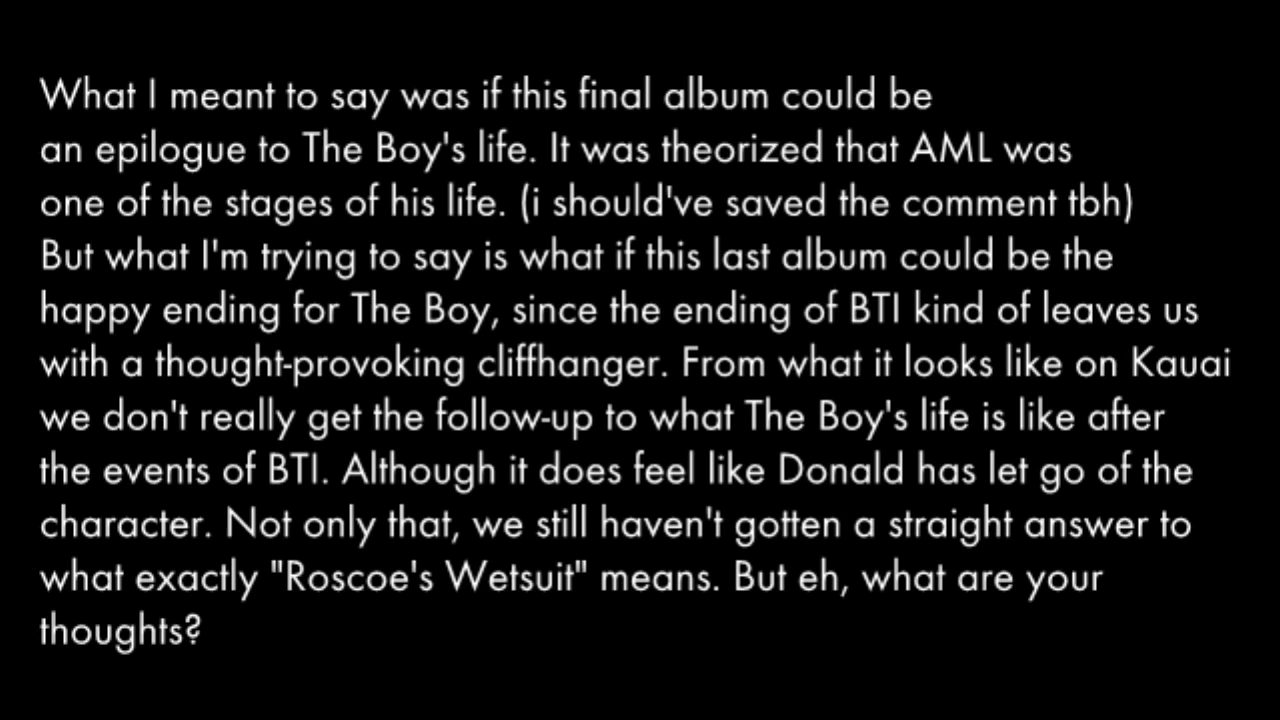 What I meant to say was if this final album could be
an epilogue to The Boy's life. It was theorized that AML was
one of the stages of his life. (i should've saved the comment tbh)
But what I'm trying to say is what if this last album could be the
happy ending for The Boy, since the ending of BTI kind of leaves us
with a thought-provoking cliffhanger. From what it looks like on Kauai
we don't really get the follow-up to what The Boy's life is like after
the events of BTI. Although it does feel like Donald has let go of the
character. Not only that, we still haven't gotten a straight answer to
what exactly "Roscoe's Wetsuit" means. But eh, what are your
thoughts?